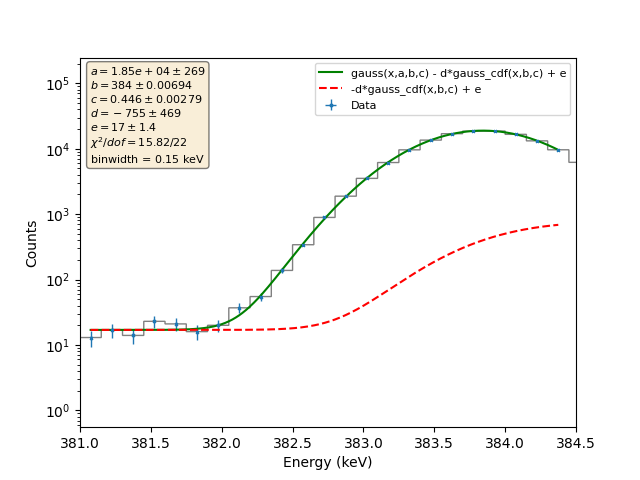 a = 1.85e + 04 ± 269
b = 384 ± 0.00694
c = 0.446 ± 0.00279
d = − 755 ± 469
e = 17 ± 1.4
χ²/dof = 15.82/22
binwidth = 0.15 keV
gauss(x,a,b,c) - d*gauss_cdf(x,b,c) + e
-d*gauss_cdf(x,b,c) + e
Data
10⁵
10⁴
10³
10²
10¹
10⁰
Counts
381.0 381.5 382.0 382.5 383.0 383.5 384.0 384.5
Energy (keV)